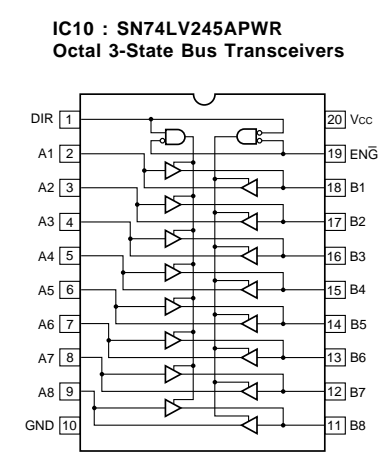 IC10 : SN74LV245APWR
Octal 3-State Bus Transceivers
DIR 1 20 Vcc
A1 2 19 ENG̅
A2 3 18 B1
A3 4 17 B2
A4 5 16 B3
A5 6 15 B4
A6 7 14 B5
A7 8 13 B6
A8 9 12 B7
GND 10 11 B8